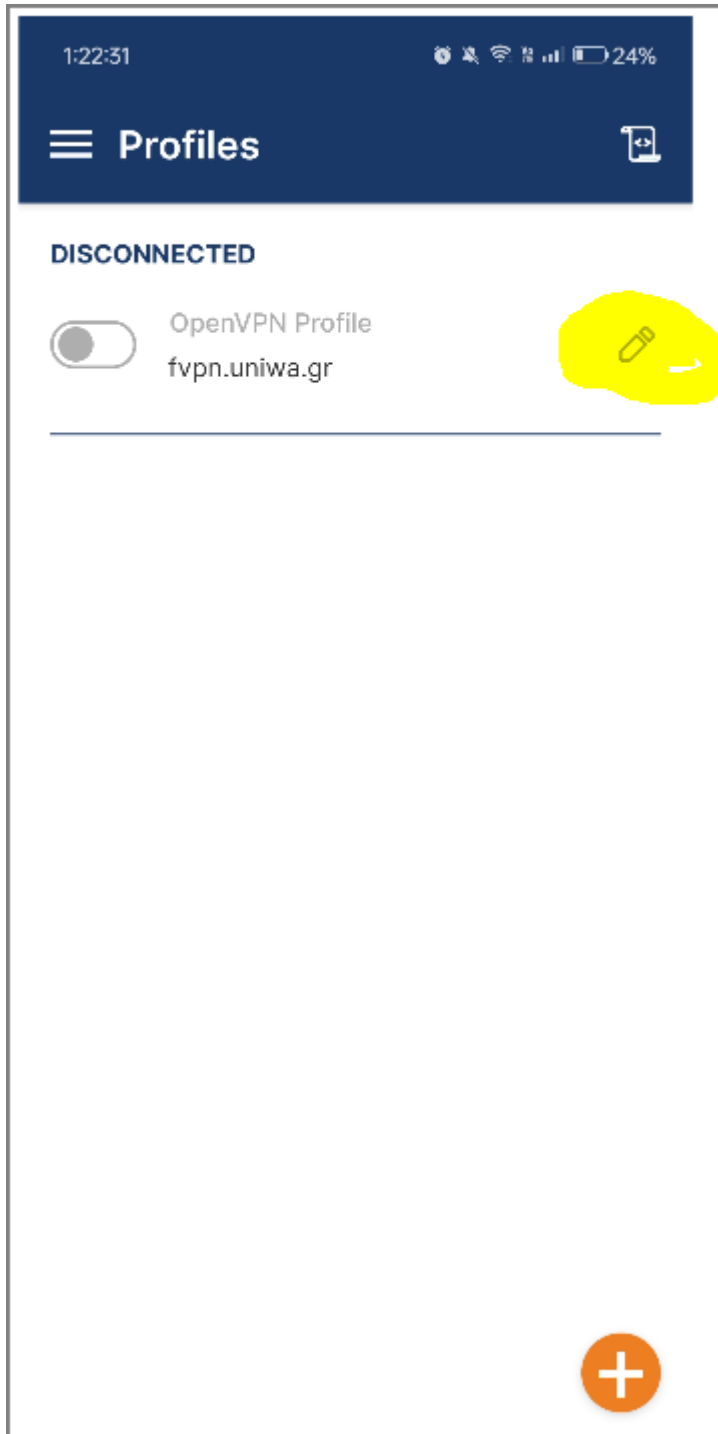 1:22:31 24%
Profiles
DISCONNECTED
OpenVPN Profile
fvpn.uniwa.gr